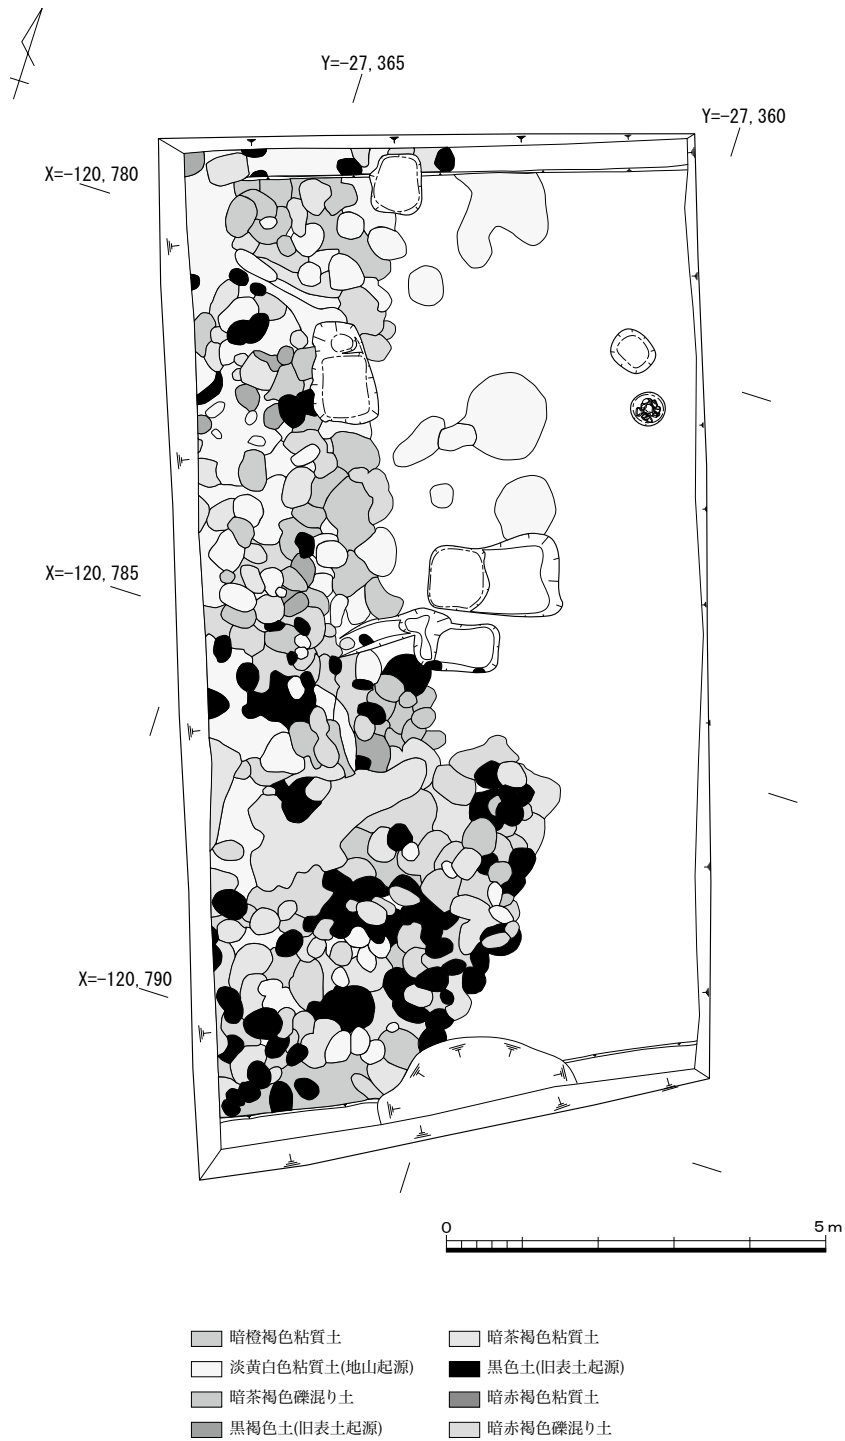 Y=-27,365
Y=-27,360
X=-120,780
X=-120,785
X=-120,790
0 5m
暗橙褐色粘質土
暗茶褐色粘質土
淡黄白色粘質土(地山起源)
黒色土(旧表土起源)
暗茶褐色礫混り土
暗赤褐色粘質土
黒褐色土(旧表土起源)
暗赤褐色礫混り土